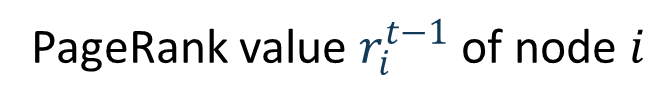 PageRank value $r_i^{t-1}$ of node $i$